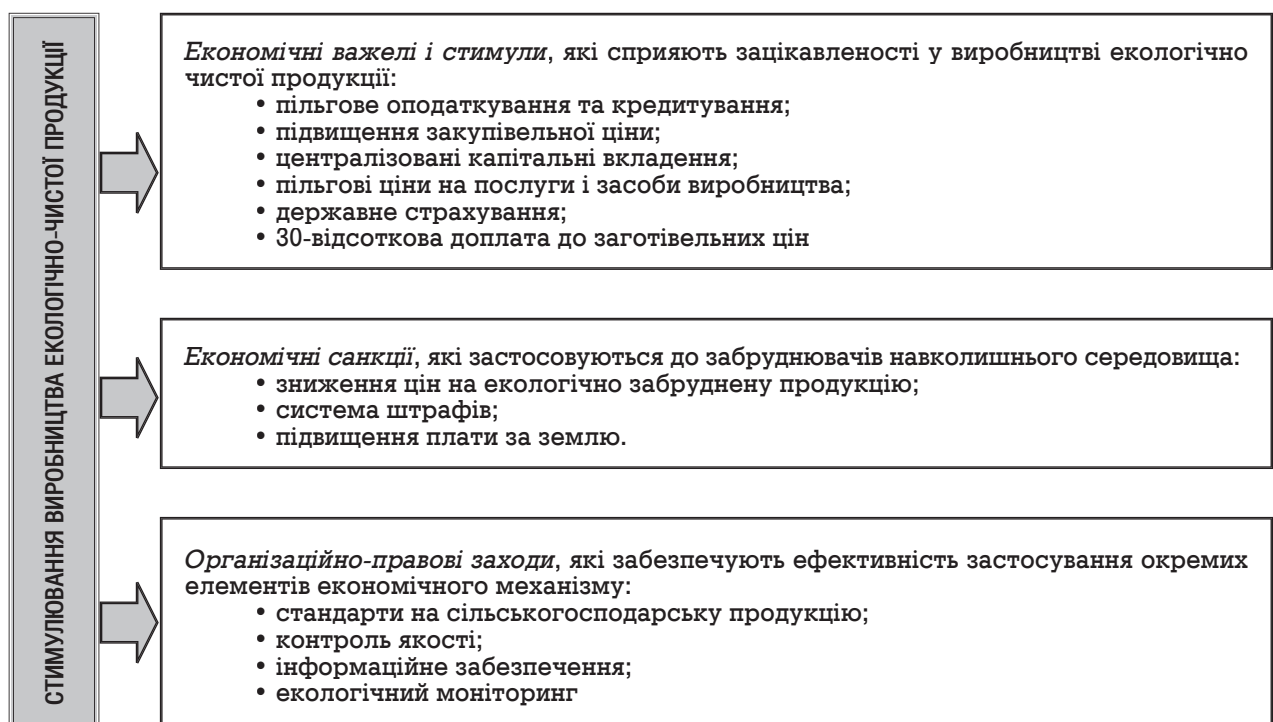 СТИМУЛЮВАННЯ ВИРОБНИЦТВА ЕКОЛОГІЧНО-ЧИСТОЇ ПРОДУКЦІЇ
Економічні важелі і стимули, які сприяють зацікавленості у виробництві екологічно
чистої продукції:
• пільгове оподаткування та кредитування;
• підвищення закупівельної ціни;
• централізовані капітальні вкладення;
• пільгові ціни на послуги і засоби виробництва;
• державне страхування;
• 30-відсоткова доплата до заготівельних цін
Економічні санкції, які застосовуються до забруднювачів навколишнього середовища:
• зниження цін на екологічно забруднену продукцію;
• система штрафів;
• підвищення плати за землю.
Організаційно-правові заходи, які забезпечують ефективність застосування окремих
елементів економічного механізму:
• стандарти на сільськогосподарську продукцію;
• контроль якості;
• інформаційне забезпечення;
• екологічний моніторинг